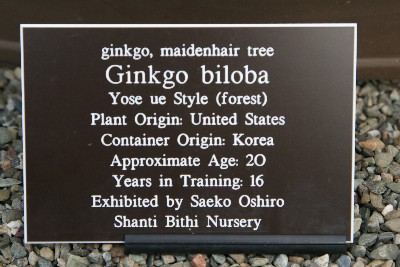 ginkgo, maidenhair tree
Ginkgo biloba
Yose ue Style (forest)
Plant Origin: United States
Container Origin: Korea
Approximate Age: 20
Years in Training: 16
Exhibited by Saeko Oshiro
Shanti Bithi Nursery